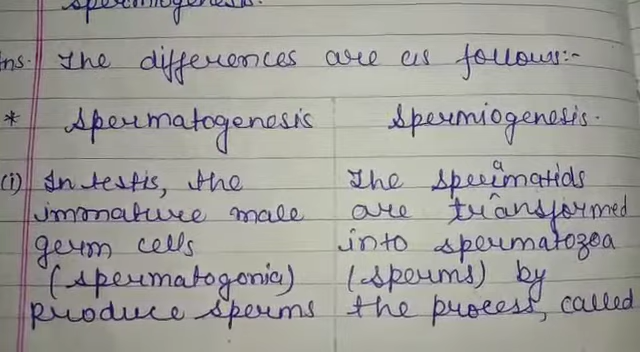 spermiogenesis.
Ans. The differences are as follows:-
* Spermatogenesis Spermiogenesis.
(i) In testis, the The spermatids
immature male are transformed
germ cells into spermatozoa
(spermatogonia) (sperms) by
produce sperms the process, called